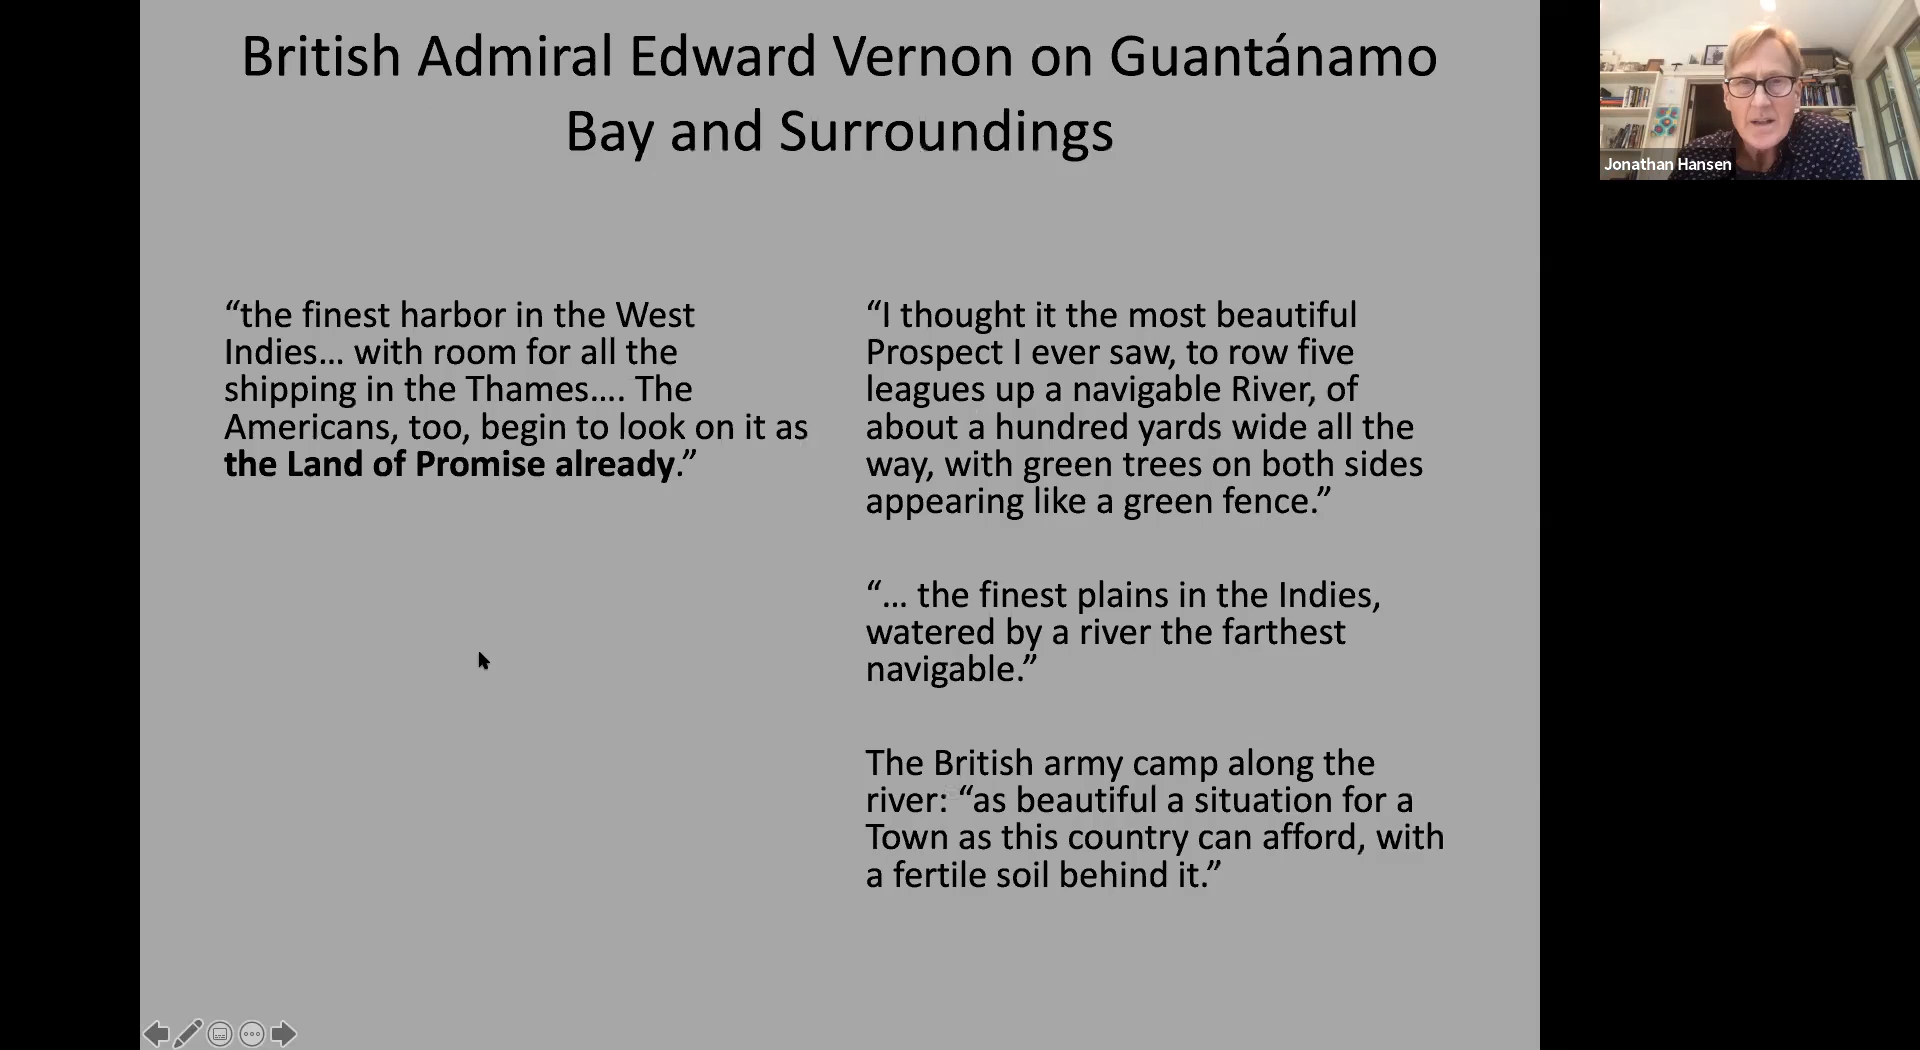 British Admiral Edward Vernon on Guantánamo
Bay and Surroundings
“the finest harbor in the West
Indies... with room for all the
shipping in the Thames.... The
Americans, too, begin to look on it as
the Land of Promise already.”
“I thought it the most beautiful
Prospect I ever saw, to row five
leagues up a navigable River, of
about a hundred yards wide all the
way, with green trees on both sides
appearing like a green fence.”
“... the finest plains in the Indies,
watered by a river the farthest
navigable.”
The British army camp along the
river: “as beautiful a situation for a
Town as this country can afford, with
a fertile soil behind it.”
Jonathan Hansen